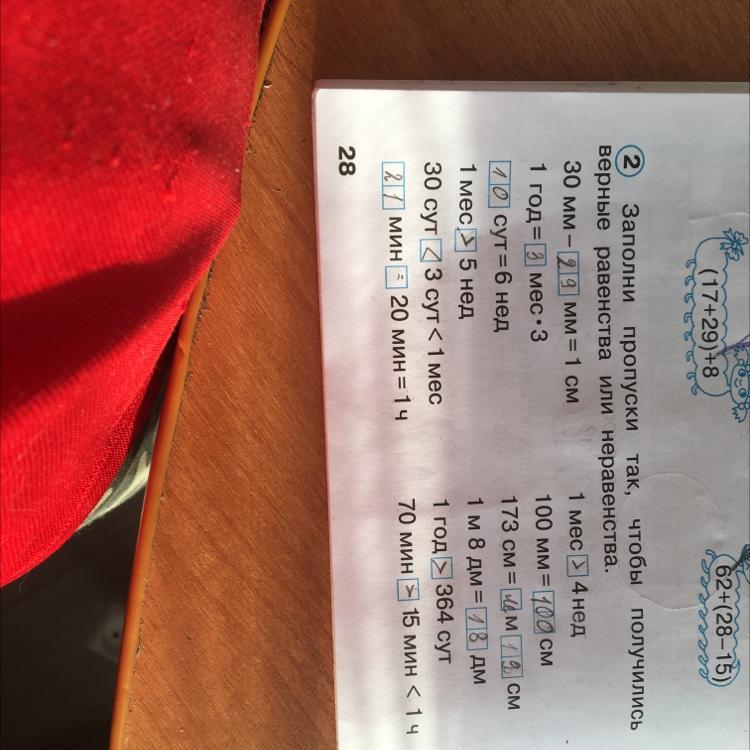 (17+29)+8
62+(28–15)
2 Заполни пропуски так, чтобы получились
верные равенства или неравенства.
30 мм – 29 мм = 1 см
1 год = 3 мес · 3
10 сут = 6 нед
1 мес > 5 нед
30 сут < 3 сут < 1 мес
21 мин = 20 мин = 1 ч
1 мес > 4 нед
100 мм = 100 см
173 см = м см
1 м 8 дм = 18 дм
1 год > 364 сут
70 мин > 15 мин < 1 ч
28